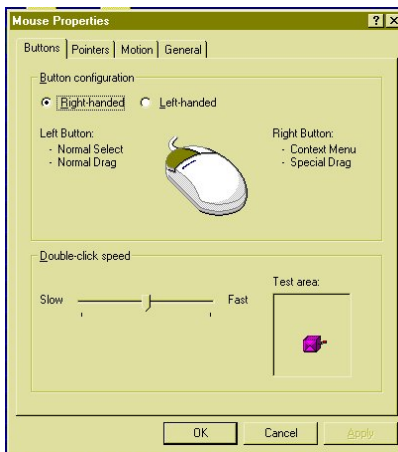 Mouse Properties
Buttons Pointers Motion General
Button configuration
Right-handed Left-handed
Left Button: Right Button:
- Normal Select - Context Menu
- Normal Drag - Special Drag
Double-click speed
Test area:
Slow Fast
OK Cancel Apply